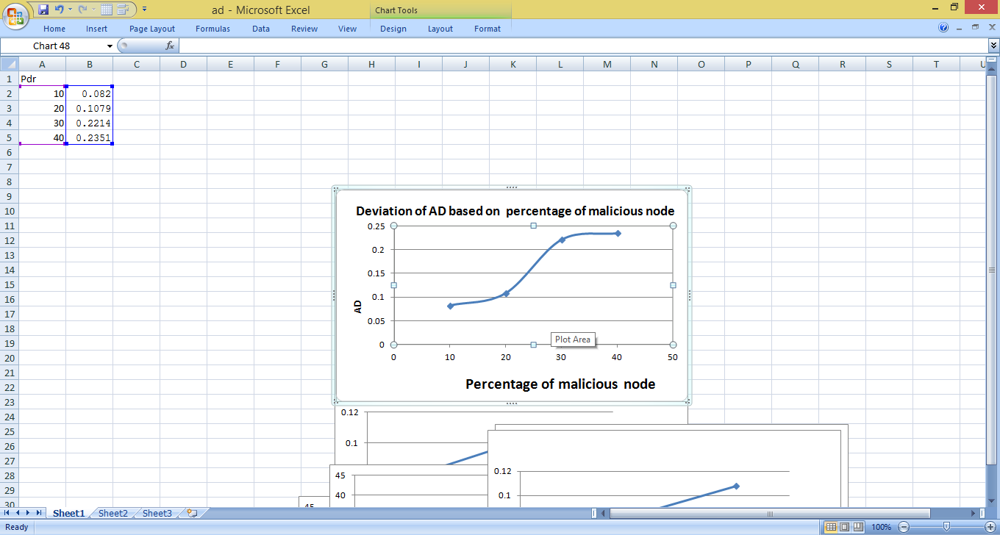 ad - Microsoft Excel
Chart Tools
Home Insert Page Layout Formulas Data Review View Design Layout Format
Chart 48 fx
A B C D E F G H I J K L M N O P Q R S T U
1 Pdr
2 10 0.082
3 20 0.1079
4 30 0.2214
5 40 0.2351
6
7
8
9
10
11
12
13
14
15
16
17
18
19
20
21
22
23
24
25
26
27
28
29
30
Deviation of AD based on percentage of malicious node
0.25
0.2
0.15
0.1
0.05
0
AD
Plot Area
0 10 20 30 40 50
Percentage of malicious node
0.12
0.1
45
40
45
0.12
0.1
Sheet1 Sheet2 Sheet3
Ready
100%